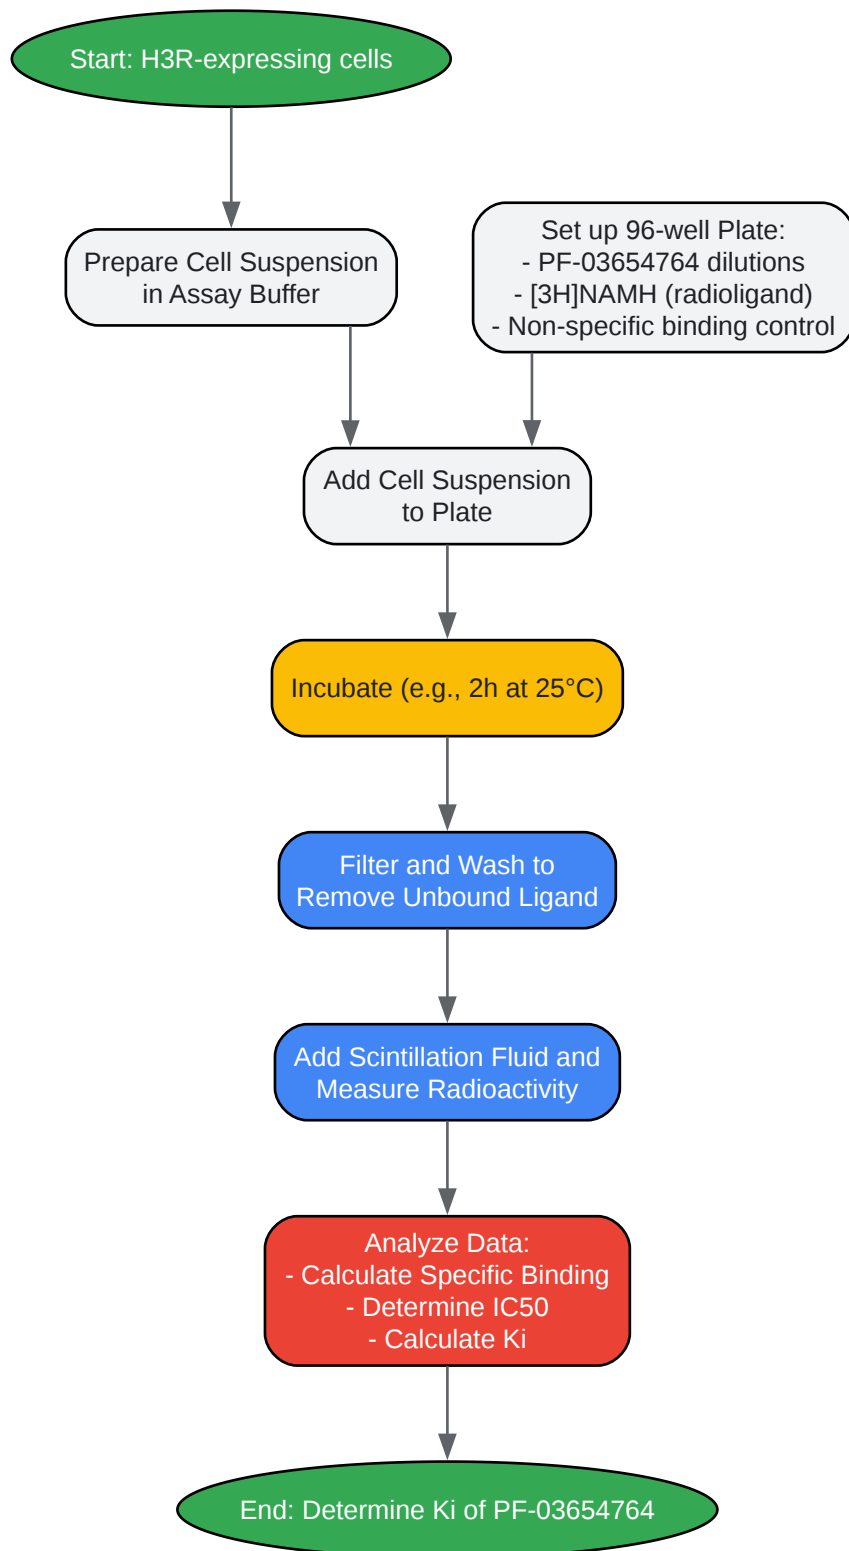 Start: H3R-expressing cells
Prepare Cell Suspension
in Assay Buffer
Set up 96-well Plate:
- PF-03654764 dilutions
- [3H]NAMH (radioligand)
- Non-specific binding control
Add Cell Suspension
to Plate
Incubate (e.g., 2h at 25°C)
Filter and Wash to
Remove Unbound Ligand
Add Scintillation Fluid and
Measure Radioactivity
Analyze Data:
- Calculate Specific Binding
- Determine IC50
- Calculate Ki
End: Determine Ki of PF-03654764